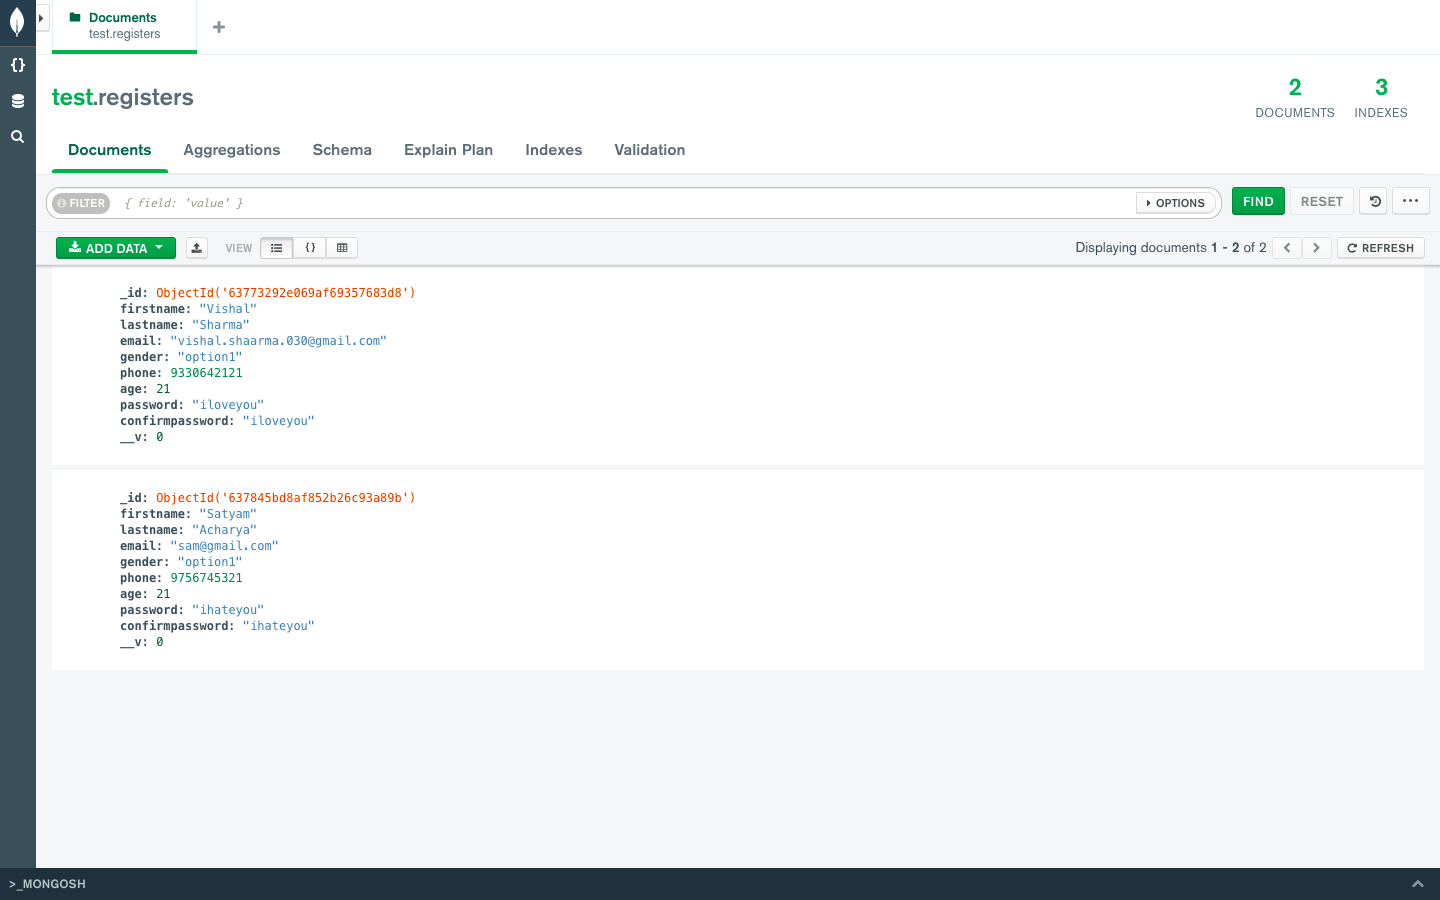 Documents
test.registers
test.registers
2
DOCUMENTS
3
INDEXES
Documents Aggregations Schema Explain Plan Indexes Validation
FILTER { field: 'value' } OPTIONS FIND RESET
ADD DATA VIEW Displaying documents 1 - 2 of 2 REFRESH
_id: ObjectId('63773292e069af69357683d8')
firstname: "Vishal"
lastname: "Sharma"
email: "vishal.shaarma.030@gmail.com"
gender: "option1"
phone: 9330642121
age: 21
password: "iloveyou"
confirmpassword: "iloveyou"
__v: 0
_id: ObjectId('637845bd8af852b26c93a89b')
firstname: "Satyam"
lastname: "Acharya"
email: "sam@gmail.com"
gender: "option1"
phone: 9756745321
age: 21
password: "ihateyou"
confirmpassword: "ihateyou"
__v: 0
>_MONGOSH